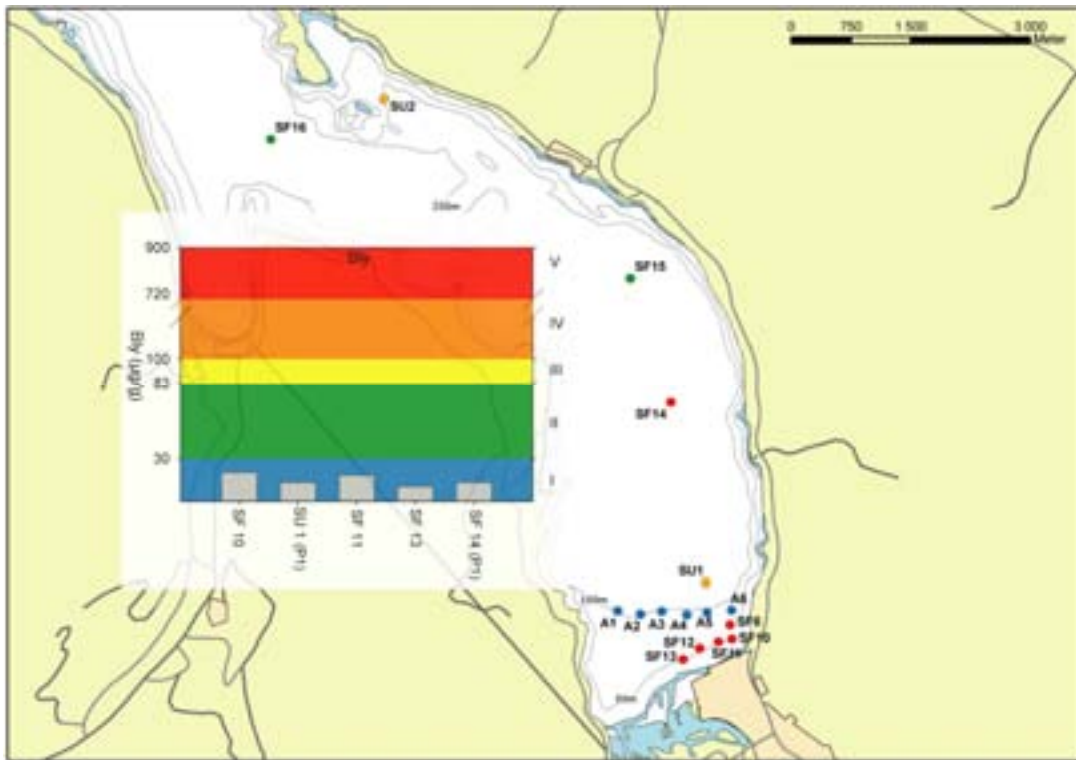 0 750 1 500 3 000
Meter
SU2
SF16
200m
SF15
SF14
Bly
Bly (µg/g)
900
720
100
83
30
V
IV
III
II
I
SF 10
SU 1 (P1)
SF 11
SF 13
SF 14 (P1)
SU1
100m
A1
A2
A3
A4
A5
A6
SF9
SF10
SF12
SF13